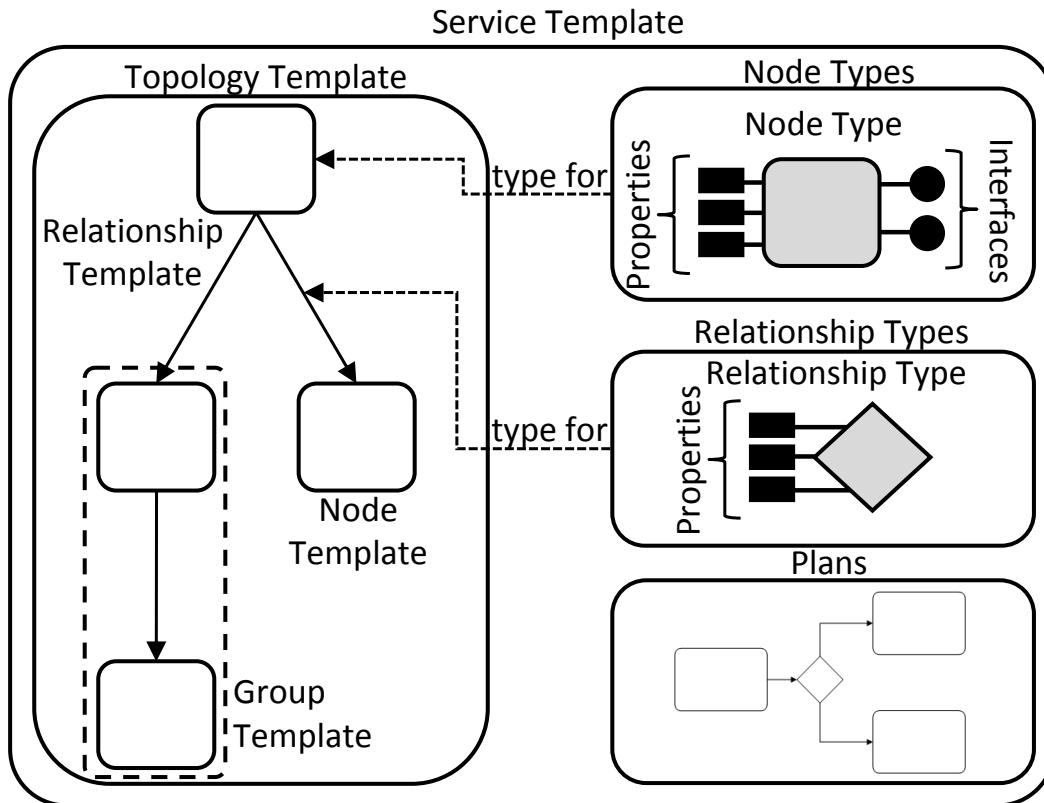 Service Template
Topology Template
Relationship
Template
Node
Template
Group
Template
type for
type for
Node Types
Node Type
Properties
Interfaces
Relationship Types
Relationship Type
Properties
Plans